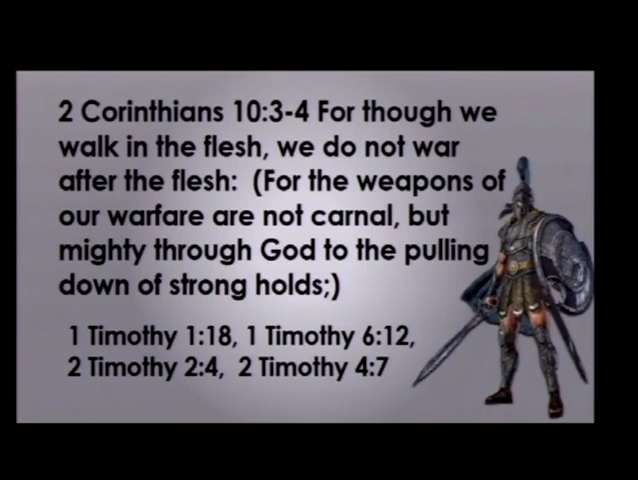 2 Corinthians 10:3-4 For though we
walk in the flesh, we do not war
after the flesh:  (For the weapons of
our warfare are not carnal, but
mighty through God to the pulling
down of strong holds;)
1 Timothy 1:18, 1 Timothy 6:12,
2 Timothy 2:4,  2 Timothy 4:7